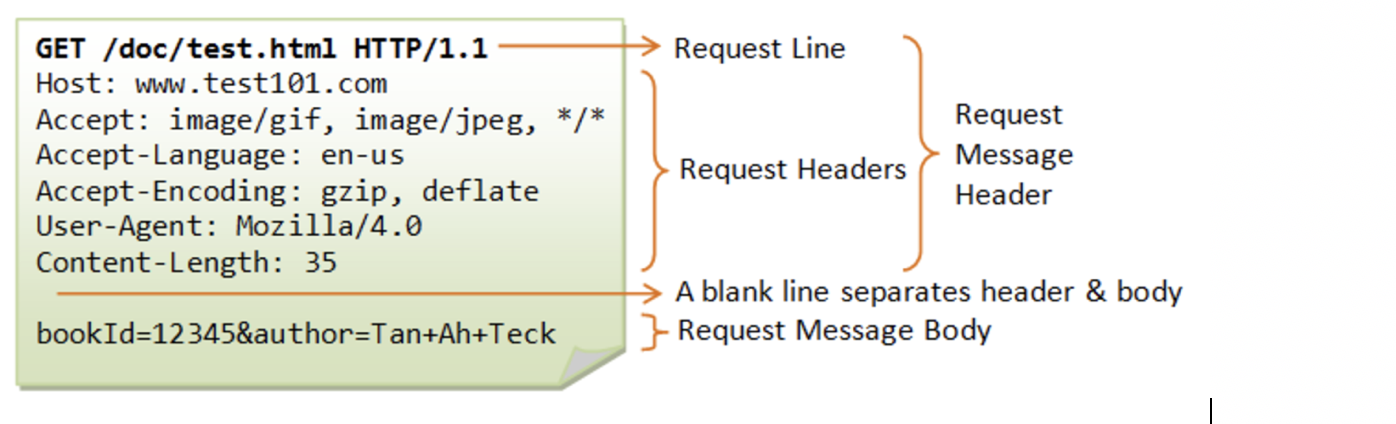 GET /doc/test.html HTTP/1.1
Host: www.test101.com
Accept: image/gif, image/jpeg, */*
Accept-Language: en-us
Accept-Encoding: gzip, deflate
User-Agent: Mozilla/4.0
Content-Length: 35
bookId=12345&author=Tan+Ah+Teck
Request Line
Request Headers
Request
Message
Header
A blank line separates header & body
Request Message Body